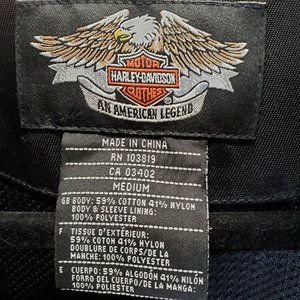 MOTOR
HARLEY-DAVIDSON
CLOTHES
AN AMERICAN LEGEND
MADE IN CHINA
RN 103819
CA 03402
MEDIUM
GB BODY: 59% COTTON 41% NYLON
BODY & SLEEVE LINING:
100% POLYESTER
F TISSUE D'EXTÉRIEUR:
59% COTON 41% NYLON
DOUBLURE DE CORPS/DE LA
MANCHE: 100% POLYESTER
E CUERPO: 59% ALGODÓN 41% NILÓN
FORRO DEL CUERPO/DE LA MANGA:
100% POLIÉSTER